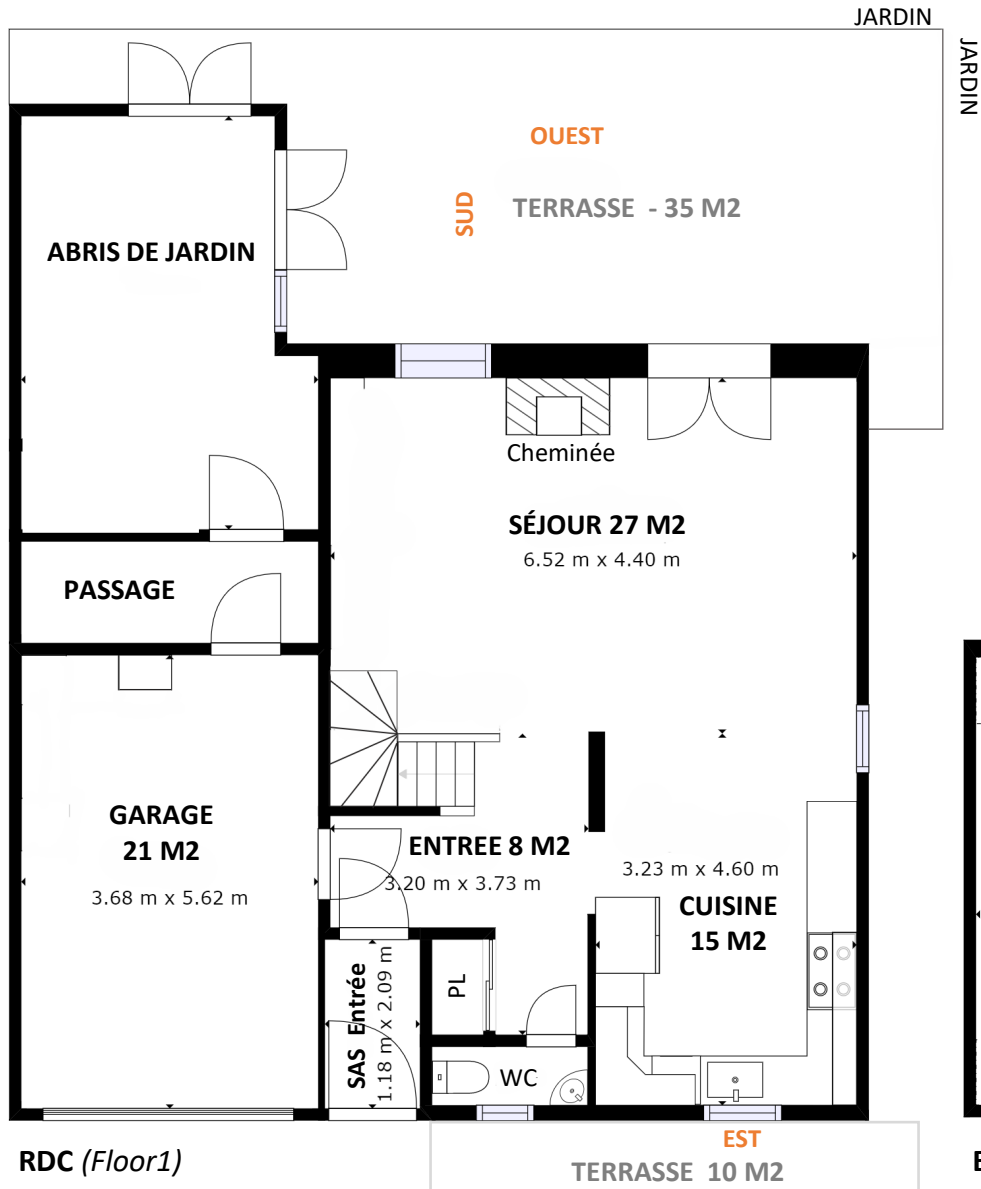 JARDIN
JARDIN
OUEST
SUD
TERRASSE - 35 M2
ABRIS DE JARDIN
Cheminée
SÉJOUR 27 M2
6.52 m x 4.40 m
PASSAGE
GARAGE
21 M2
3.68 m x 5.62 m
ENTREE 8 M2
3.20 m x 3.73 m
3.23 m x 4.60 m
CUISINE
15 M2
SAS Entrée
1.18 m x 2.09 m
PL
WC
EST
TERRASSE 10 M2
RDC (Floor1)